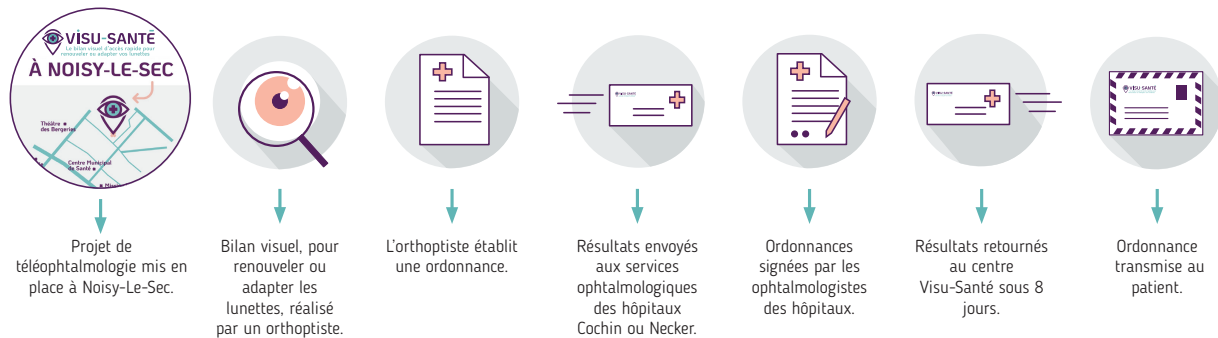 VISU-SANTÉ
Le bilan visuel d'accès rapide pour
renouveler ou adapter vos lunettes
À NOISY-LE-SEC
Théâtre
des Bergeries
Centre Municipal
de Santé
VISU-SANTÉ
VISU-SANTÉ
VISU-SANTÉ
Projet de
téléophtalmologie mis en
place à Noisy-Le-Sec.
Bilan visuel, pour
renouveler ou
adapter les
lunettes, réalisé
par un orthoptiste.
L'orthoptiste établit
une ordonnance.
Résultats envoyés
aux services
ophtalmologiques
des hôpitaux
Cochin ou Necker.
Ordonnances
signées par les
ophtalmologistes
des hôpitaux.
Résultats retournés
au centre
Visu-Santé sous 8
jours.
Ordonnance
transmise au
patient.